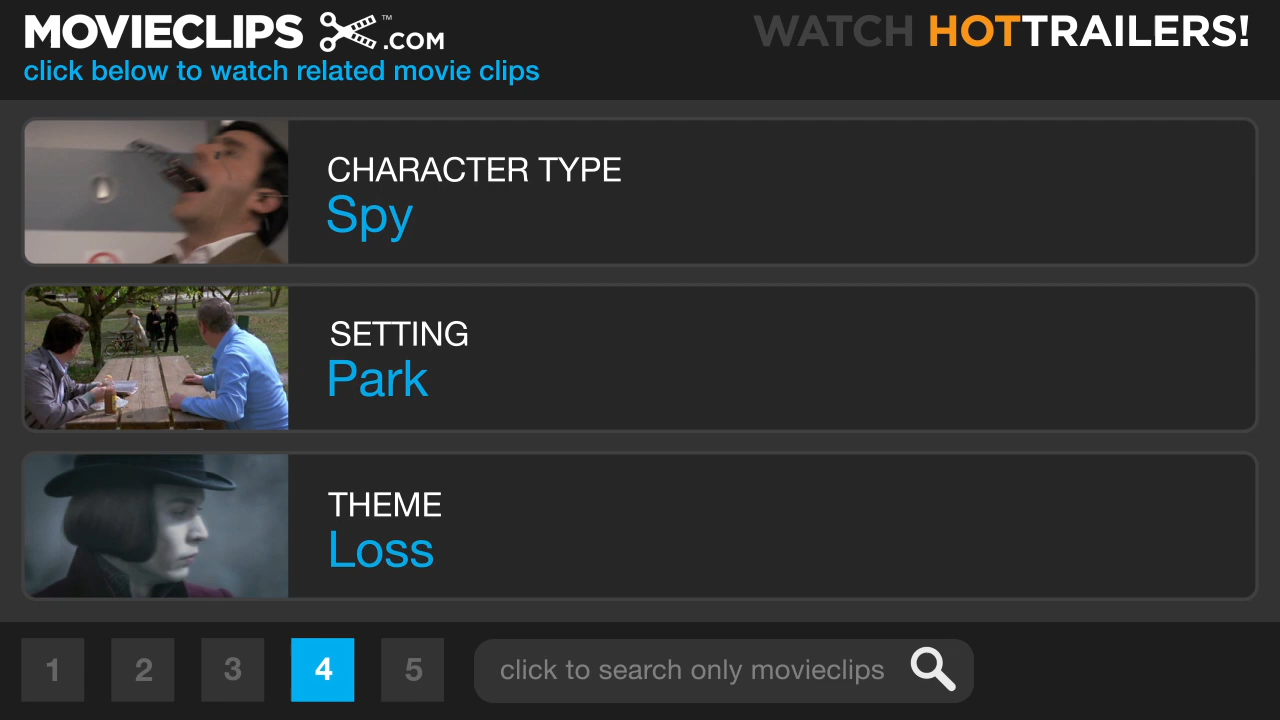 MOVIECLIPS ™ .COM
WATCH HOTTRAILERS!
click below to watch related movie clips
CHARACTER TYPE
Spy
SETTING
Park
THEME
Loss
1 2 3 4 5 click to search only movieclips